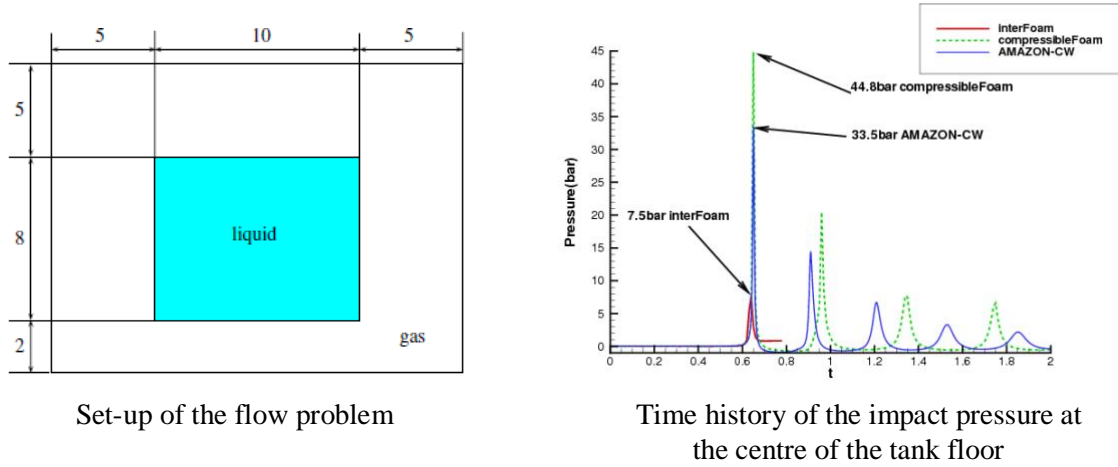 5 10 5
5
8
2
liquid
gas
Set-up of the flow problem
interFoam
compressibleFoam
AMAZON-CW
45
40
35
30
25
20
15
10
5
0
Pressure(bar)
44.8bar compressibleFoam
33.5bar AMAZON-CW
7.5bar interFoam
0 0.2 0.4 0.6 0.8 1 1.2 1.4 1.6 1.8 2
t
Time history of the impact pressure at
the centre of the tank floor